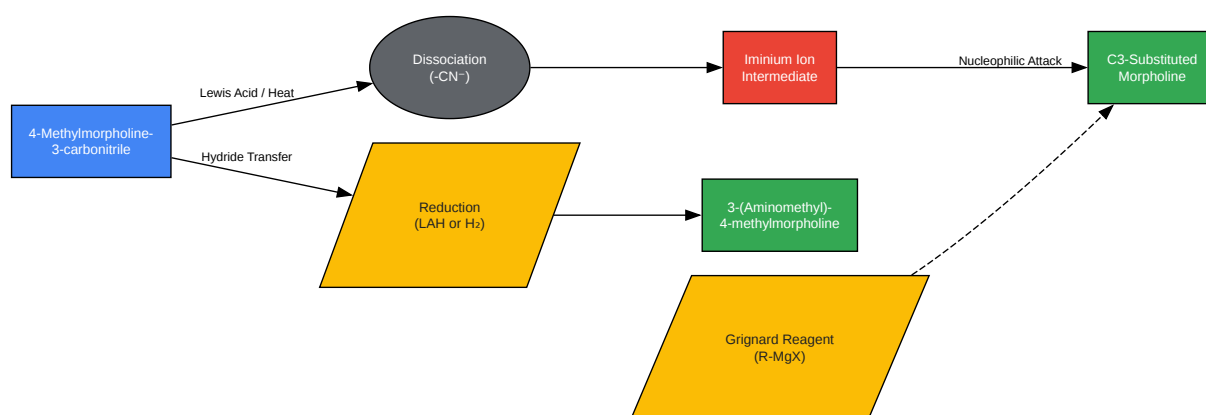 Dissociation
(-CN⁻)
Iminium Ion
Intermediate
Nucleophilic Attack
C3-Substituted
Morpholine
Lewis Acid / Heat
4-Methylmorpholine-
3-carbonitrile
Hydride Transfer
Reduction
(LAH or H₂)
3-(Aminomethyl)-
4-methylmorpholine
Grignard Reagent
(R-MgX)